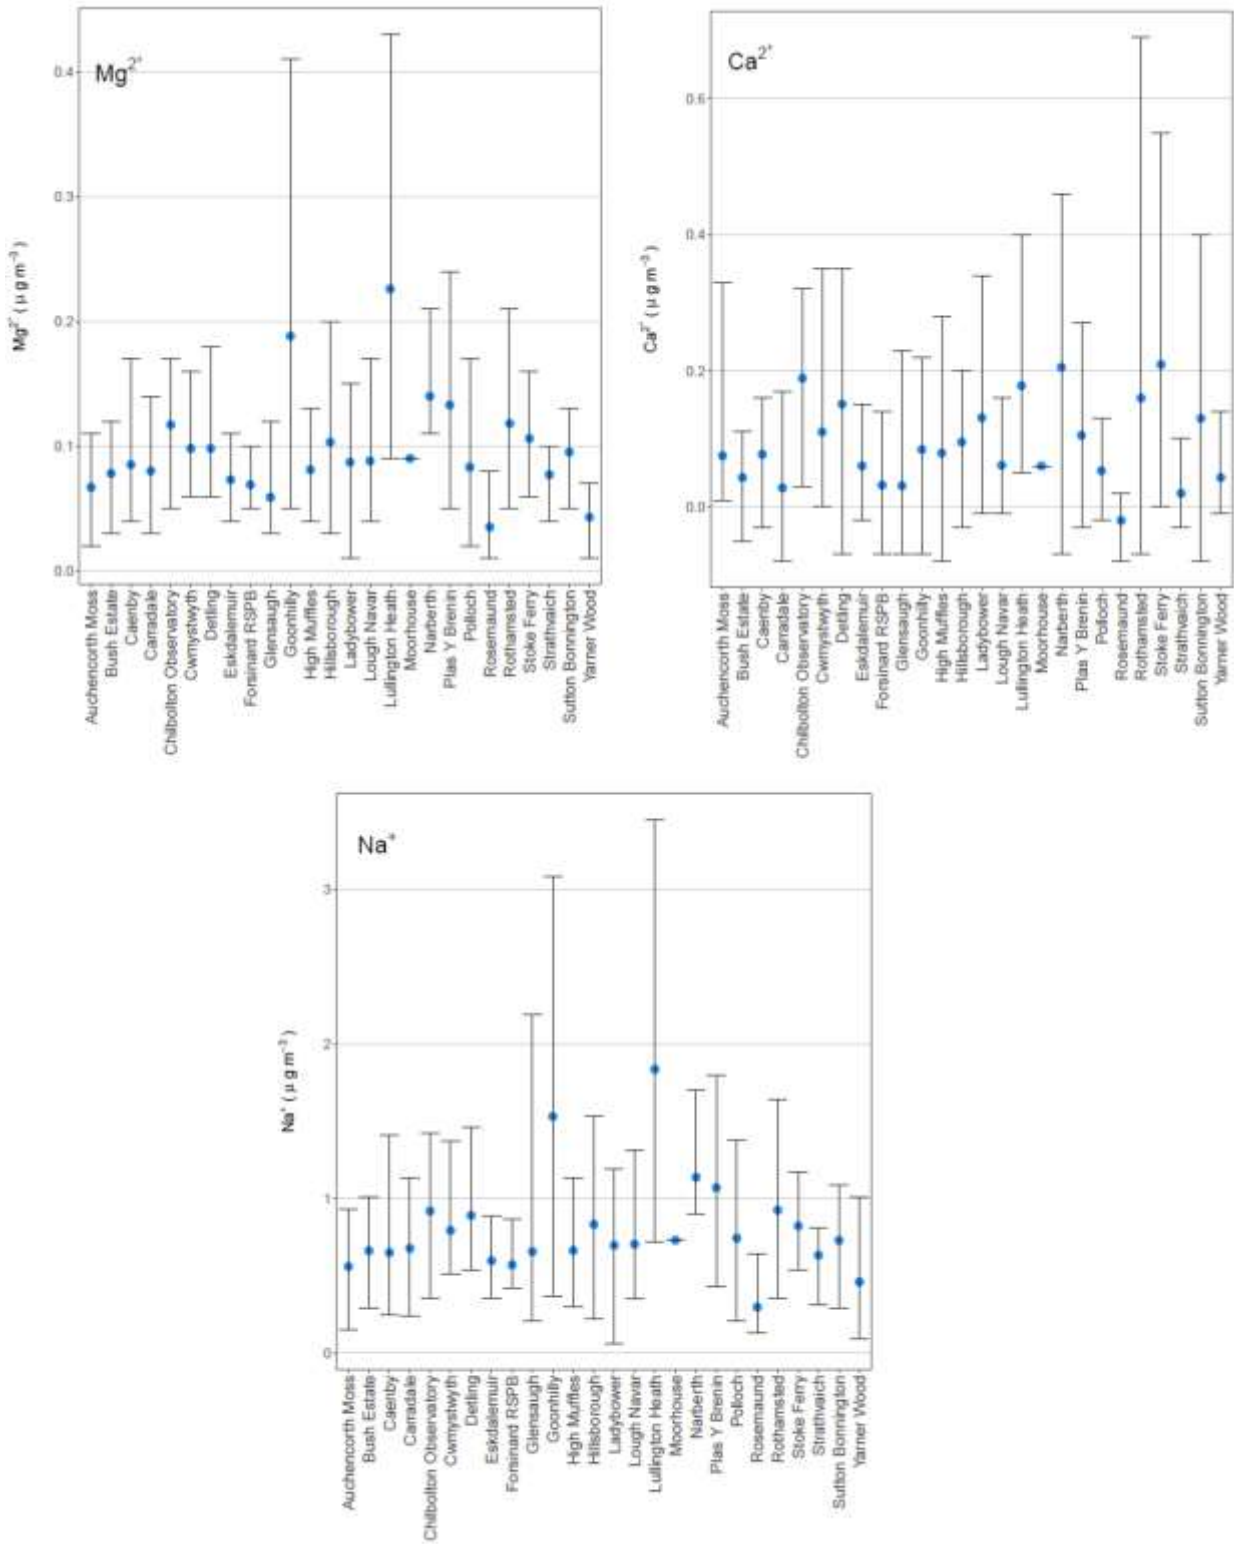 Mg²⁺
0.4
0.3
0.2
0.1
0.0
Mg²⁺ ( μ g m⁻³ )
Auchencorth Moss
Bush Estate
Caenby
Carradale
Chilbolton Observatory
Cwmystwyth
Detling
Eskdalemuir
Forsinard RSPB
Glensaugh
Goonhilly
High Muffles
Hillsborough
Ladybower
Lough Navar
Lullington Heath
Moorhouse
Narberth
Plas Y Brenin
Polloch
Rosemaund
Rothamsted
Stoke Ferry
Strathvaich
Sutton Bonnington
Yarner Wood
Ca²⁺
0.6
0.4
0.2
0.0
Ca²⁺ ( μ g m⁻³ )
Auchencorth Moss
Bush Estate
Caenby
Carradale
Chilbolton Observatory
Cwmystwyth
Detling
Eskdalemuir
Forsinard RSPB
Glensaugh
Goonhilly
High Muffles
Hillsborough
Ladybower
Lough Navar
Lullington Heath
Moorhouse
Narberth
Plas Y Brenin
Polloch
Rosemaund
Rothamsted
Stoke Ferry
Strathvaich
Sutton Bonnington
Yarner Wood
Na⁺
3
2
1
0
Na⁺ ( μ g m⁻³ )
Auchencorth Moss
Bush Estate
Caenby
Carradale
Chilbolton Observatory
Cwmystwyth
Detling
Eskdalemuir
Forsinard RSPB
Glensaugh
Goonhilly
High Muffles
Hillsborough
Ladybower
Lough Navar
Lullington Heath
Moorhouse
Narberth
Plas Y Brenin
Polloch
Rosemaund
Rothamsted
Stoke Ferry
Strathvaich
Sutton Bonnington
Yarner Wood